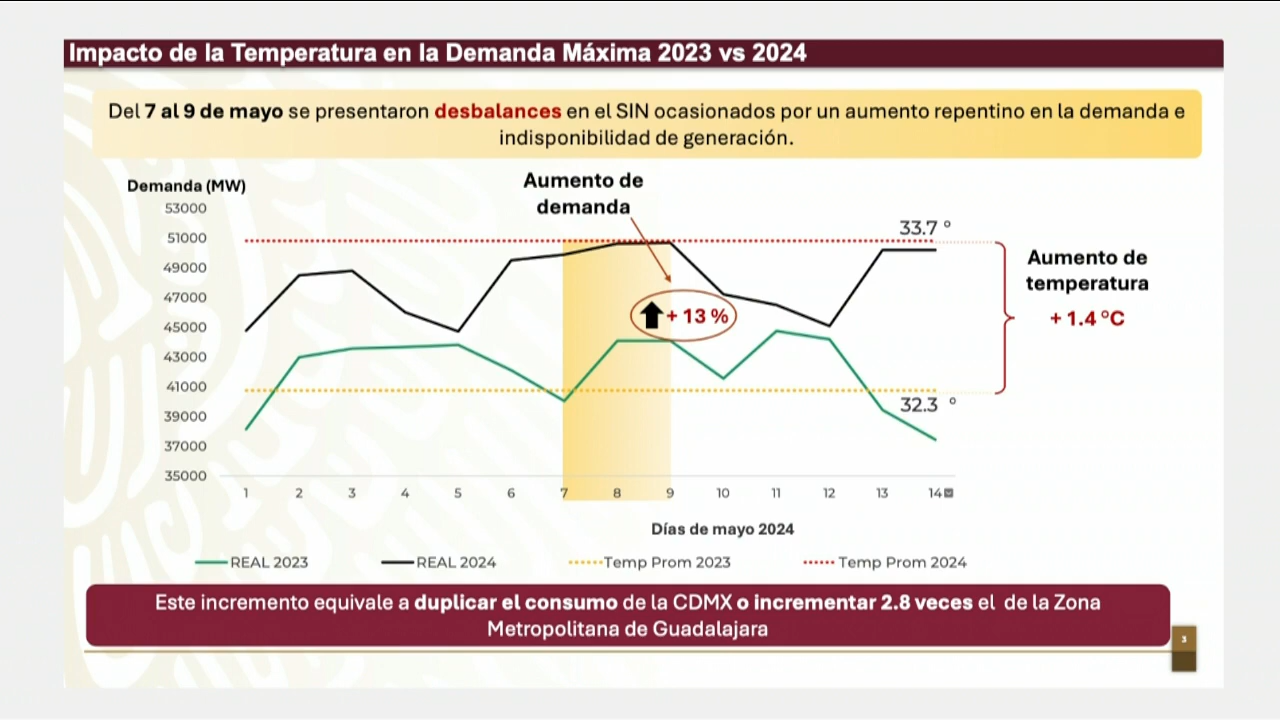 Impacto de la Temperatura en la Demanda Máxima 2023 vs 2024
Del 7 al 9 de mayo se presentaron desbalances en el SIN ocasionados por un aumento repentino en la demanda e
indisponibilidad de generación.
Demanda (MW)
Aumento de
demanda
53000
51000
49000
47000
45000
43000
41000
39000
37000
35000
33.7 °
Aumento de
temperatura
+ 1.4 °C
+ 13 %
32.3 °
1 2 3 4 5 6 7 8 9 10 11 12 13 14
Días de mayo 2024
REAL 2023 REAL 2024 Temp Prom 2023 Temp Prom 2024
Este incremento equivale a duplicar el consumo de la CDMX o incrementar 2.8 veces el de la Zona
Metropolitana de Guadalajara
3